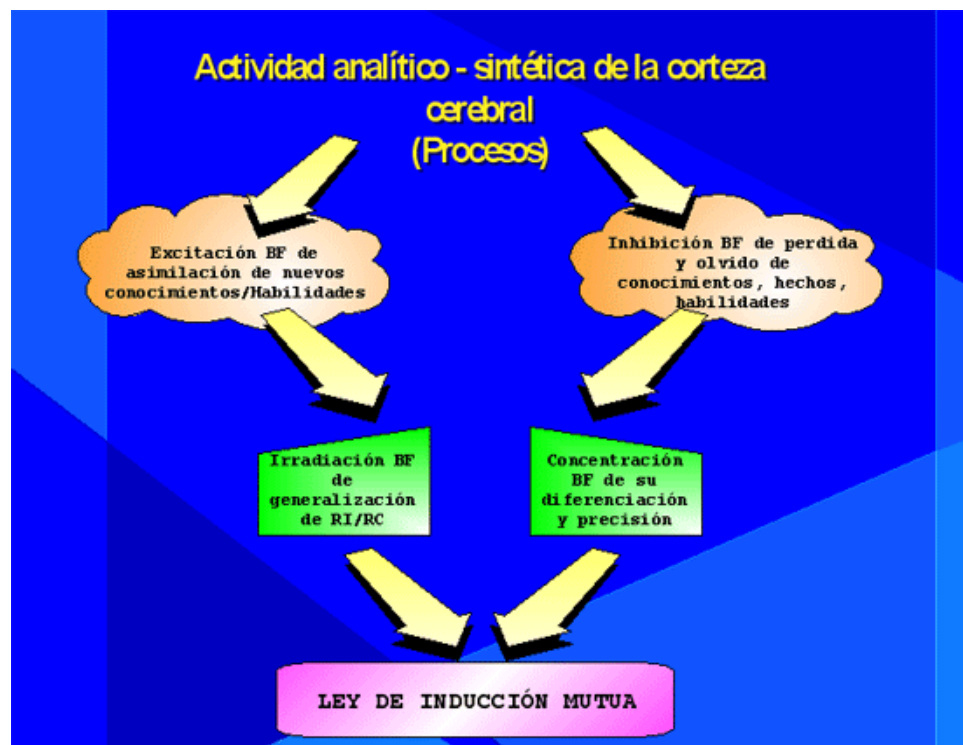 Actividad analítico - sintética de la corteza
cerebral
(Procesos)
Excitación BF de
asimilación de nuevos
conocimientos/Habilidades
Inhibición BF de perdida
y olvido de
conocimientos, hechos,
habilidades
Irradiación BF
de
generalización
de RI/RC
Concentración
BF de su
diferenciación
y precisión
LEY DE INDUCCIÓN MUTUA